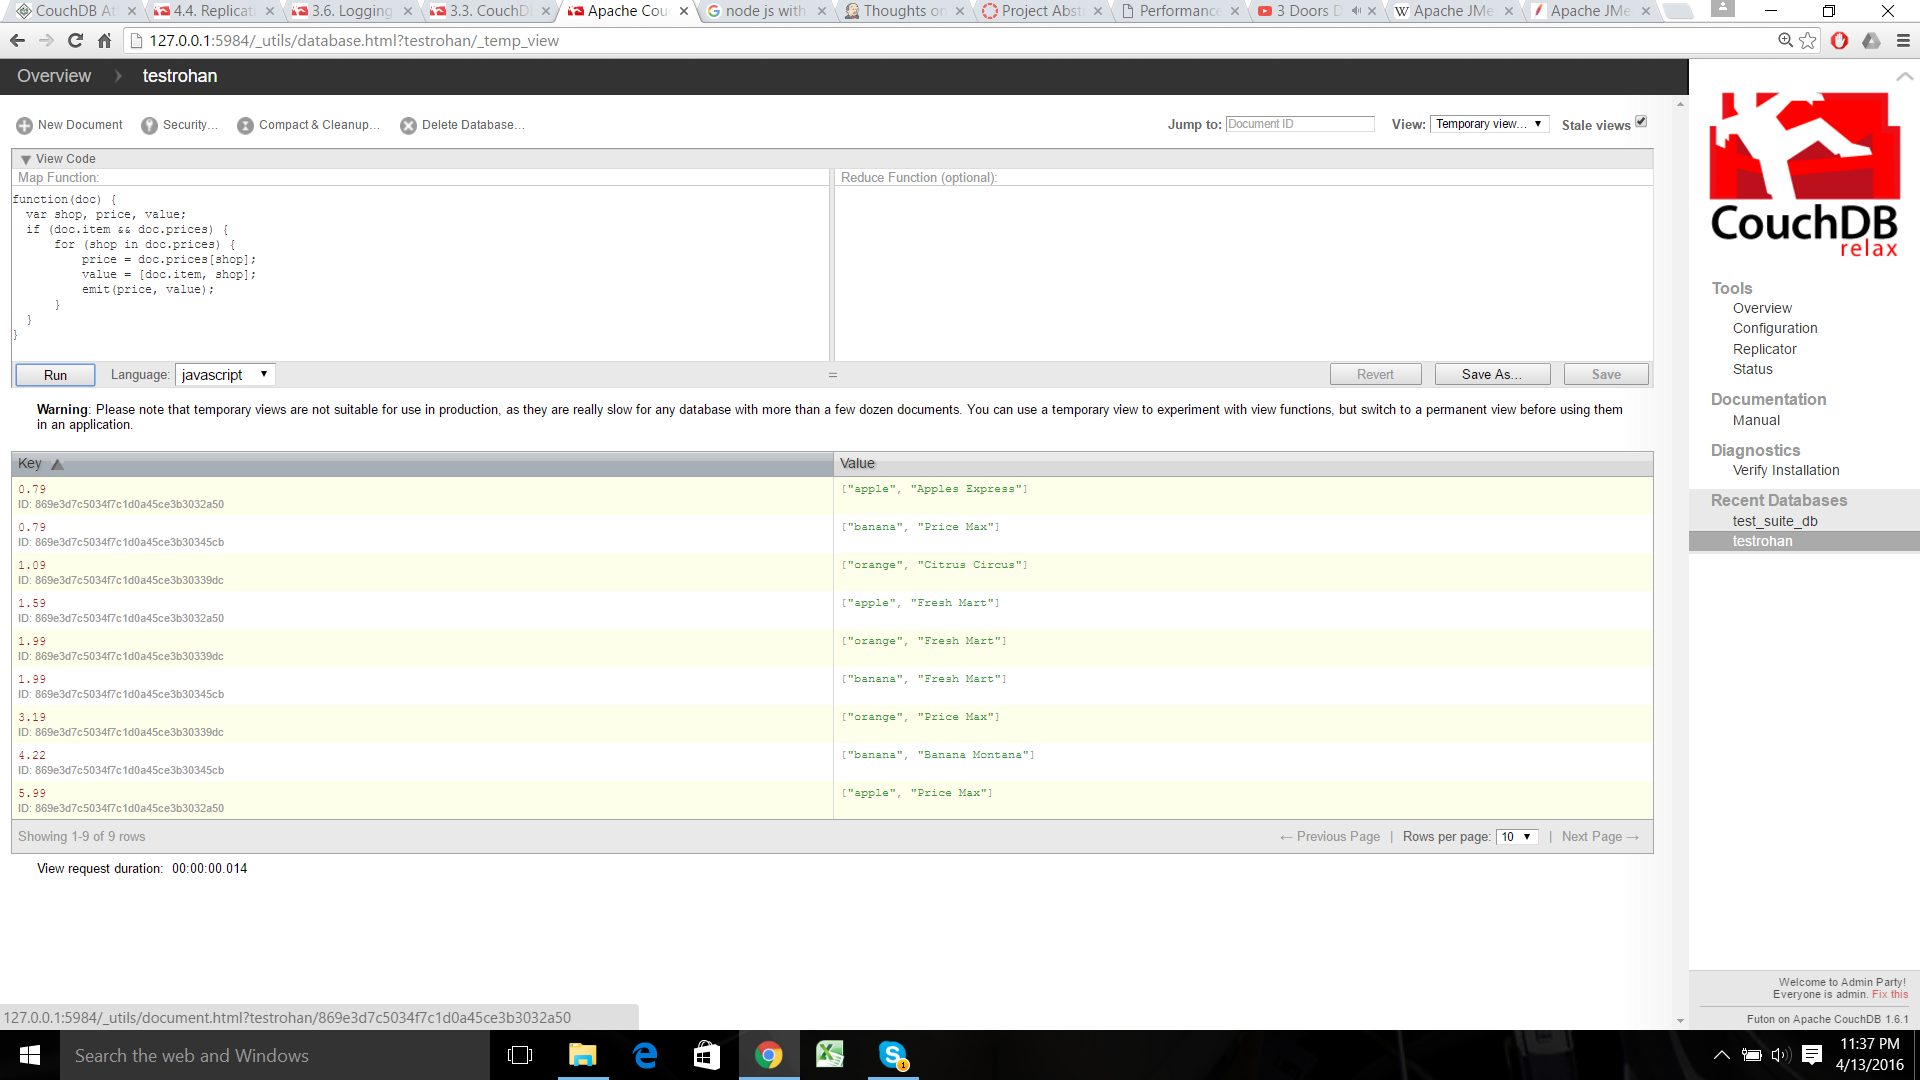 CouchDB At
4.4. Replicati
3.6. Logging
3.3. CouchD
Apache Cou
node js with
Thoughts on
Project Abst
Performance
3 Doors D
Apache JMe
Apache JMe
127.0.0.1:5984/_utils/database.html?testrohan/_temp_view
Overview
testrohan
New Document
Security...
Compact & Cleanup...
Delete Database...
Jump to: Document ID
View: Temporary view...
Stale views
View Code
Map Function:
function(doc) {
var shop, price, value;
if (doc.item && doc.prices) {
for (shop in doc.prices) {
price = doc.prices[shop];
value = [doc.item, shop];
emit(price, value);
}
}
}
Reduce Function (optional):
Run
Language: javascript
=
Revert
Save As...
Save
Warning: Please note that temporary views are not suitable for use in production, as they are really slow for any database with more than a few dozen documents. You can use a temporary view to experiment with view functions, but switch to a permanent view before using them
in an application.
Key
Value
0.79
ID: 869e3d7c5034f7c1d0a45ce3b3032a50
["apple", "Apples Express"]
0.79
ID: 869e3d7c5034f7c1d0a45ce3b30345cb
["banana", "Price Max"]
1.09
ID: 869e3d7c5034f7c1d0a45ce3b30339dc
["orange", "Citrus Circus"]
1.59
ID: 869e3d7c5034f7c1d0a45ce3b3032a50
["apple", "Fresh Mart"]
1.99
ID: 869e3d7c5034f7c1d0a45ce3b30339dc
["orange", "Fresh Mart"]
1.99
ID: 869e3d7c5034f7c1d0a45ce3b30345cb
["banana", "Fresh Mart"]
3.19
ID: 869e3d7c5034f7c1d0a45ce3b30339dc
["orange", "Price Max"]
4.22
ID: 869e3d7c5034f7c1d0a45ce3b30345cb
["banana", "Banana Montana"]
5.99
ID: 869e3d7c5034f7c1d0a45ce3b3032a50
["apple", "Price Max"]
Showing 1-9 of 9 rows
← Previous Page | Rows per page: 10 | Next Page →
View request duration: 00:00:00.014
CouchDB
relax
Tools
Overview
Configuration
Replicator
Status
Documentation
Manual
Diagnostics
Verify Installation
Recent Databases
test_suite_db
testrohan
Welcome to Admin Party!
Everyone is admin. Fix this
Futon on Apache CouchDB 1.6.1
127.0.0.1:5984/_utils/document.html?testrohan/869e3d7c5034f7c1d0a45ce3b3032a50
Search the web and Windows
1
11:37 PM
4/13/2016